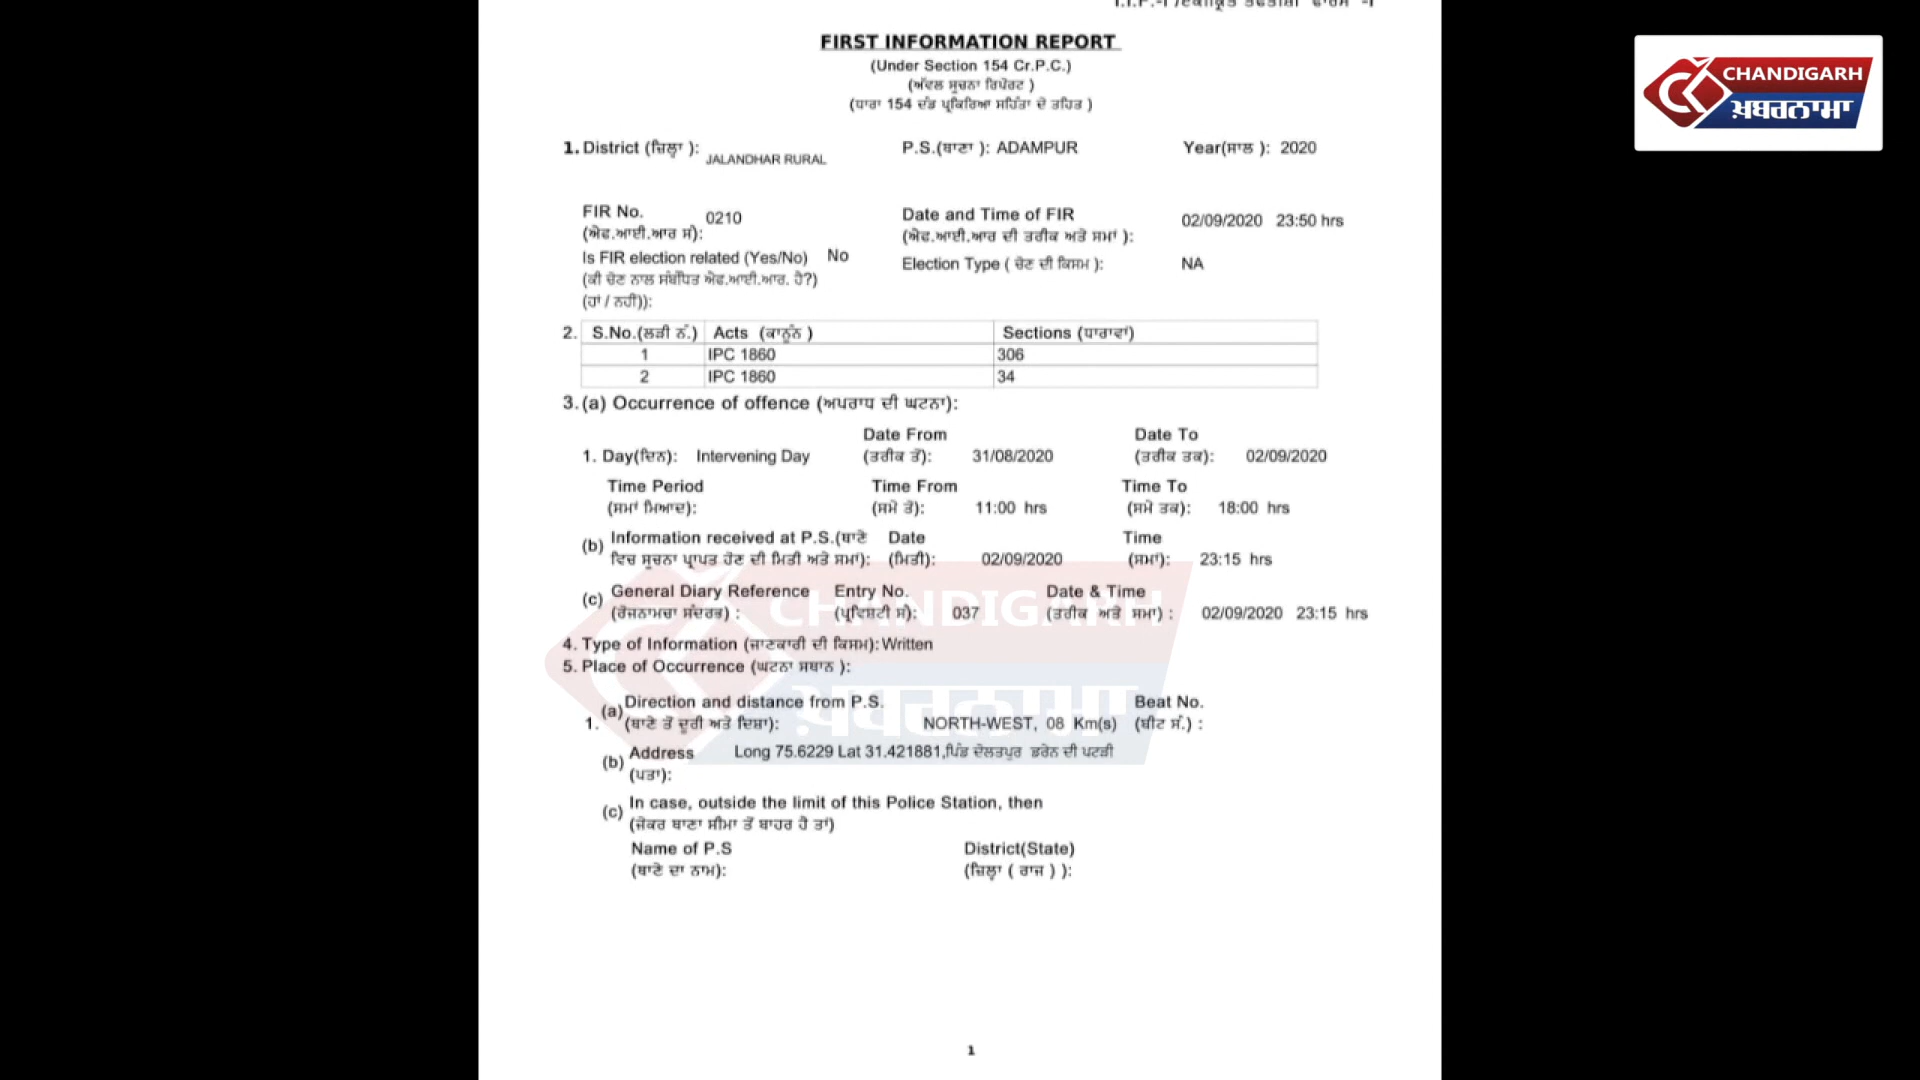 FIRST INFORMATION REPORT
(Under Section 154 Cr.P.C.)
(ਅੱਵਲ ਸੂਚਨਾ ਰਿਪੋਰਟ )
(ਧਾਰਾ 154 ਦੰਡ ਪ੍ਰਕਿਰਿਆ ਸਹਿੰਤਾ ਦੇ ਤਹਿਤ )
CHANDIGARH
ਖ਼ਬਰਨਾਮਾ
1. District (ਜ਼ਿਲ੍ਹਾ ): JALANDHAR RURAL P.S.(ਥਾਣਾ ): ADAMPUR Year(ਸਾਲ ): 2020
FIR No. 0210 Date and Time of FIR 02/09/2020 23:50 hrs
(ਐਫ.ਆਈ.ਆਰ ਸੰ): (ਐਫ.ਆਈ.ਆਰ ਦੀ ਤਰੀਕ ਅਤੇ ਸਮਾਂ ):
Is FIR election related (Yes/No) No Election Type ( ਚੋਣ ਦੀ ਕਿਸਮ ): NA
(ਕੀ ਚੋਣ ਨਾਲ ਸੰਬੰਧਿਤ ਐਫ.ਆਈ.ਆਰ. ਹੈ?)
(ਹਾਂ / ਨਹੀਂ)):
2. S.No.(ਲੜੀ ਨੰ.) Acts (ਕਾਨੂੰਨ ) Sections (ਧਾਰਾਵਾਂ)
1 IPC 1860 306
2 IPC 1860 34
3. (a) Occurrence of offence (ਅਪਰਾਧ ਦੀ ਘਟਨਾ):
Date From Date To
1. Day(ਦਿਨ): Intervening Day (ਤਰੀਕ ਤੋਂ): 31/08/2020 (ਤਰੀਕ ਤਕ): 02/09/2020
Time Period Time From Time To
(ਸਮਾਂ ਮਿਆਦ): (ਸਮੇਂ ਤੋਂ): 11:00 hrs (ਸਮੇਂ ਤਕ): 18:00 hrs
(b) Information received at P.S.(ਥਾਣੇ Date Time
ਵਿਚ ਸੂਚਨਾ ਪ੍ਰਾਪਤ ਹੋਣ ਦੀ ਮਿਤੀ ਅਤੇ ਸਮਾਂ): (ਮਿਤੀ): 02/09/2020 (ਸਮਾਂ): 23:15 hrs
(c) General Diary Reference Entry No. Date & Time
(ਰੋਜ਼ਨਾਮਚਾ ਸੰਦਰਭ) : (ਪ੍ਰਵਿਸ਼ਟੀ ਸੰ): 037 (ਤਰੀਕ ਅਤੇ ਸਮਾ) : 02/09/2020 23:15 hrs
CHANDIGARH
4. Type of Information (ਜਾਣਕਾਰੀ ਦੀ ਕਿਸਮ): Written
5. Place of Occurrence (ਘਟਨਾ ਸਥਾਨ ):
ਖ਼ਬਰਨਾਮਾ
(a) Direction and distance from P.S. Beat No.
1. (ਥਾਣੇ ਤੋਂ ਦੂਰੀ ਅਤੇ ਦਿਸ਼ਾ): NORTH-WEST, 08 Km(s) (ਬੀਟ ਸੰ.) :
(b) Address Long 75.6229 Lat 31.421881,ਪਿੰਡ ਦੋਲਤਪੁਰ ਡਰੇਨ ਦੀ ਪਟੜੀ
(ਪਤਾ):
(c) In case, outside the limit of this Police Station, then
(ਜੇਕਰ ਥਾਣਾ ਸੀਮਾ ਤੋਂ ਬਾਹਰ ਹੈ ਤਾਂ)
Name of P.S District(State)
(ਥਾਣੇ ਦਾ ਨਾਮ): (ਜ਼ਿਲ੍ਹਾ ( ਰਾਜ ) ):
1